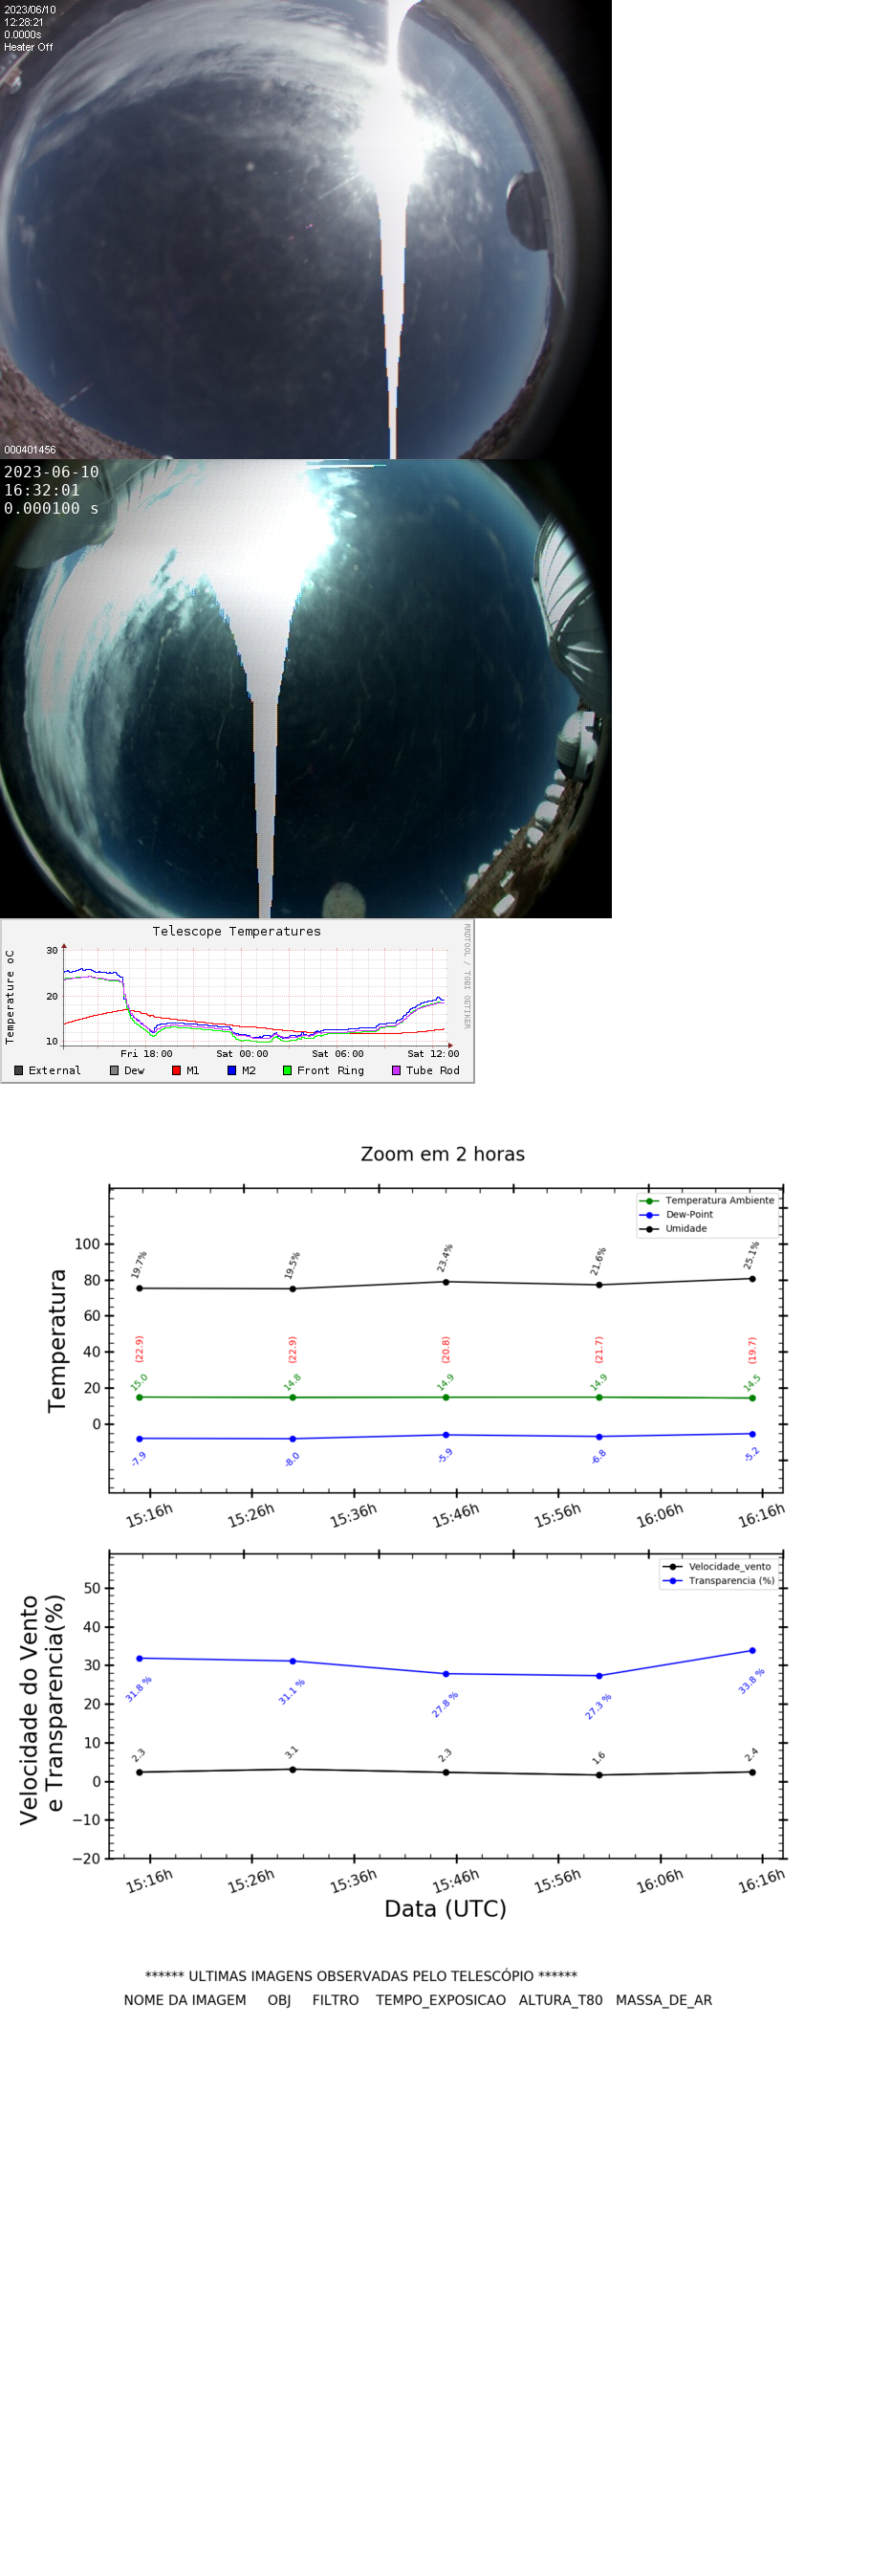 2023/06/10
12:28:21
0.0000s
Heater Off
000401456
2023-06-10
16:32:01
0.000100 s
Telescope Temperatures
RRDTOOL / TOBI OETIKER
Temperature oC
30
20
10
Fri 18:00 Sat 00:00 Sat 06:00 Sat 12:00
External Dew M1 M2 Front Ring Tube Rod
Zoom em 2 horas
Temperatura Ambiente
Dew-Point
Umidade
Temperatura
100
80
60
40
20
0
19.7% 19.5% 23.4% 21.6% 25.1%
(22.9) (22.9) (20.8) (21.7) (19.7)
15.0 14.8 14.9 14.9 14.5
-7.9 -8.0 -5.9 -6.8 -5.2
15:16h 15:26h 15:36h 15:46h 15:56h 16:06h 16:16h
Velocidade_vento
Transparencia (%)
Velocidade do Vento
e Transparencia(%)
50
40
30
20
10
0
−10
−20
31.8 % 31.1 % 27.8 % 27.3 % 33.8 %
2.3 3.1 2.3 1.6 2.4
15:16h 15:26h 15:36h 15:46h 15:56h 16:06h 16:16h
Data (UTC)
****** ULTIMAS IMAGENS OBSERVADAS PELO TELESCÓPIO ******
NOME DA IMAGEM OBJ FILTRO TEMPO_EXPOSICAO ALTURA_T80 MASSA_DE_AR